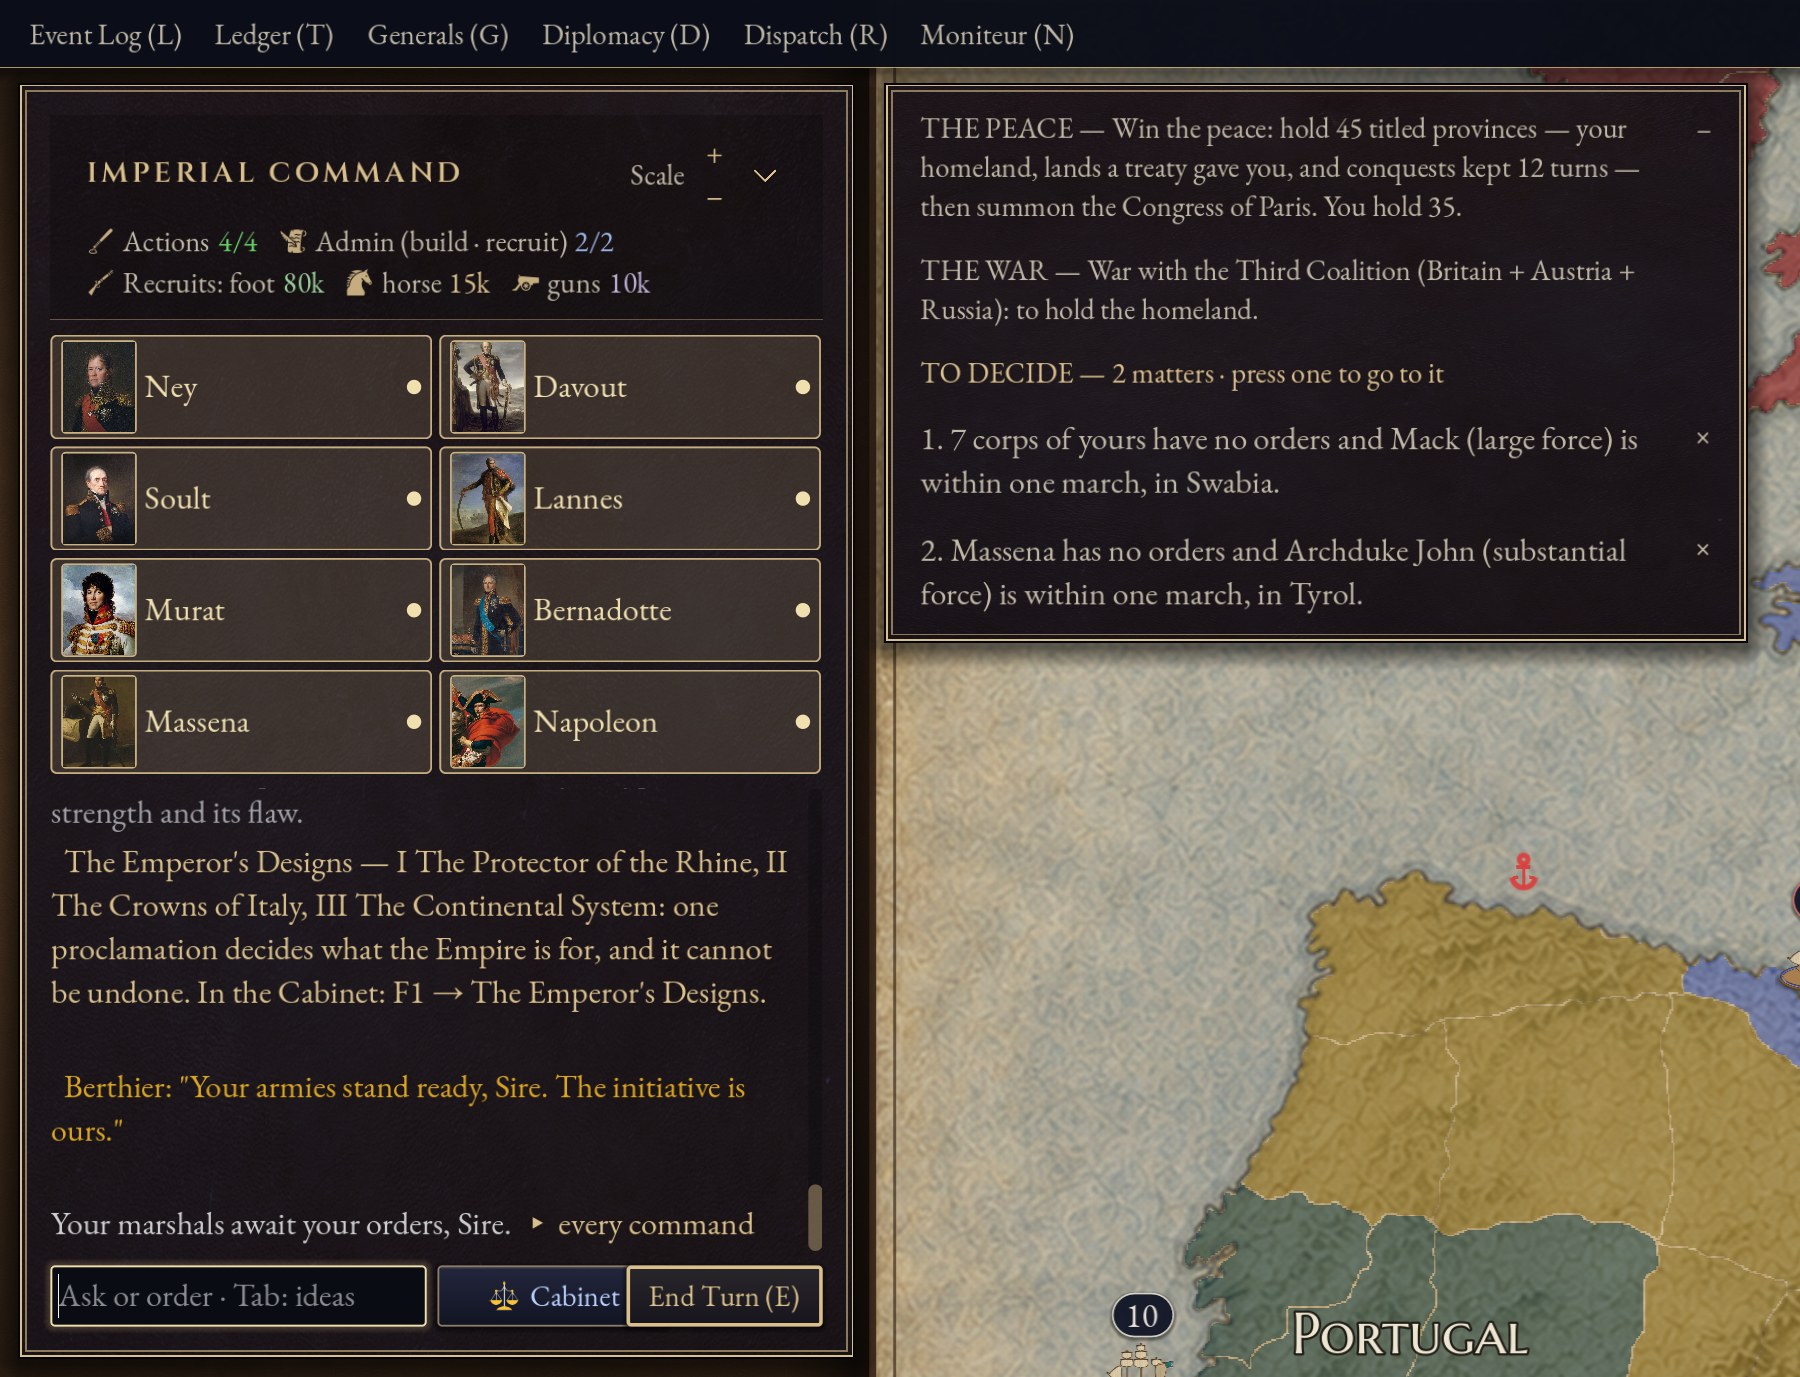 Event Log (L) Ledger (T) Generals (G) Diplomacy (D) Dispatch (R) Moniteur (N)
IMPERIAL COMMAND
Scale + −
Actions 4/4 Admin (build · recruit) 2/2
Recruits: foot 80k horse 15k guns 10k
Ney
Davout
Soult
Lannes
Murat
Bernadotte
Massena
Napoleon
strength and its flaw.
The Emperor's Designs — I The Protector of the Rhine, II
The Crowns of Italy, III The Continental System: one
proclamation decides what the Empire is for, and it cannot
be undone. In the Cabinet: F1 → The Emperor's Designs.
Berthier: "Your armies stand ready, Sire. The initiative is
ours."
Your marshals await your orders, Sire. ▸ every command
Ask or order · Tab: ideas
Cabinet
End Turn (E)
THE PEACE — Win the peace: hold 45 titled provinces — your −
homeland, lands a treaty gave you, and conquests kept 12 turns —
then summon the Congress of Paris. You hold 35.
THE WAR — War with the Third Coalition (Britain + Austria +
Russia): to hold the homeland.
TO DECIDE — 2 matters · press one to go to it
1. 7 corps of yours have no orders and Mack (large force) is ×
within one march, in Swabia.
2. Massena has no orders and Archduke John (substantial ×
force) is within one march, in Tyrol.
10
PORTUGAL